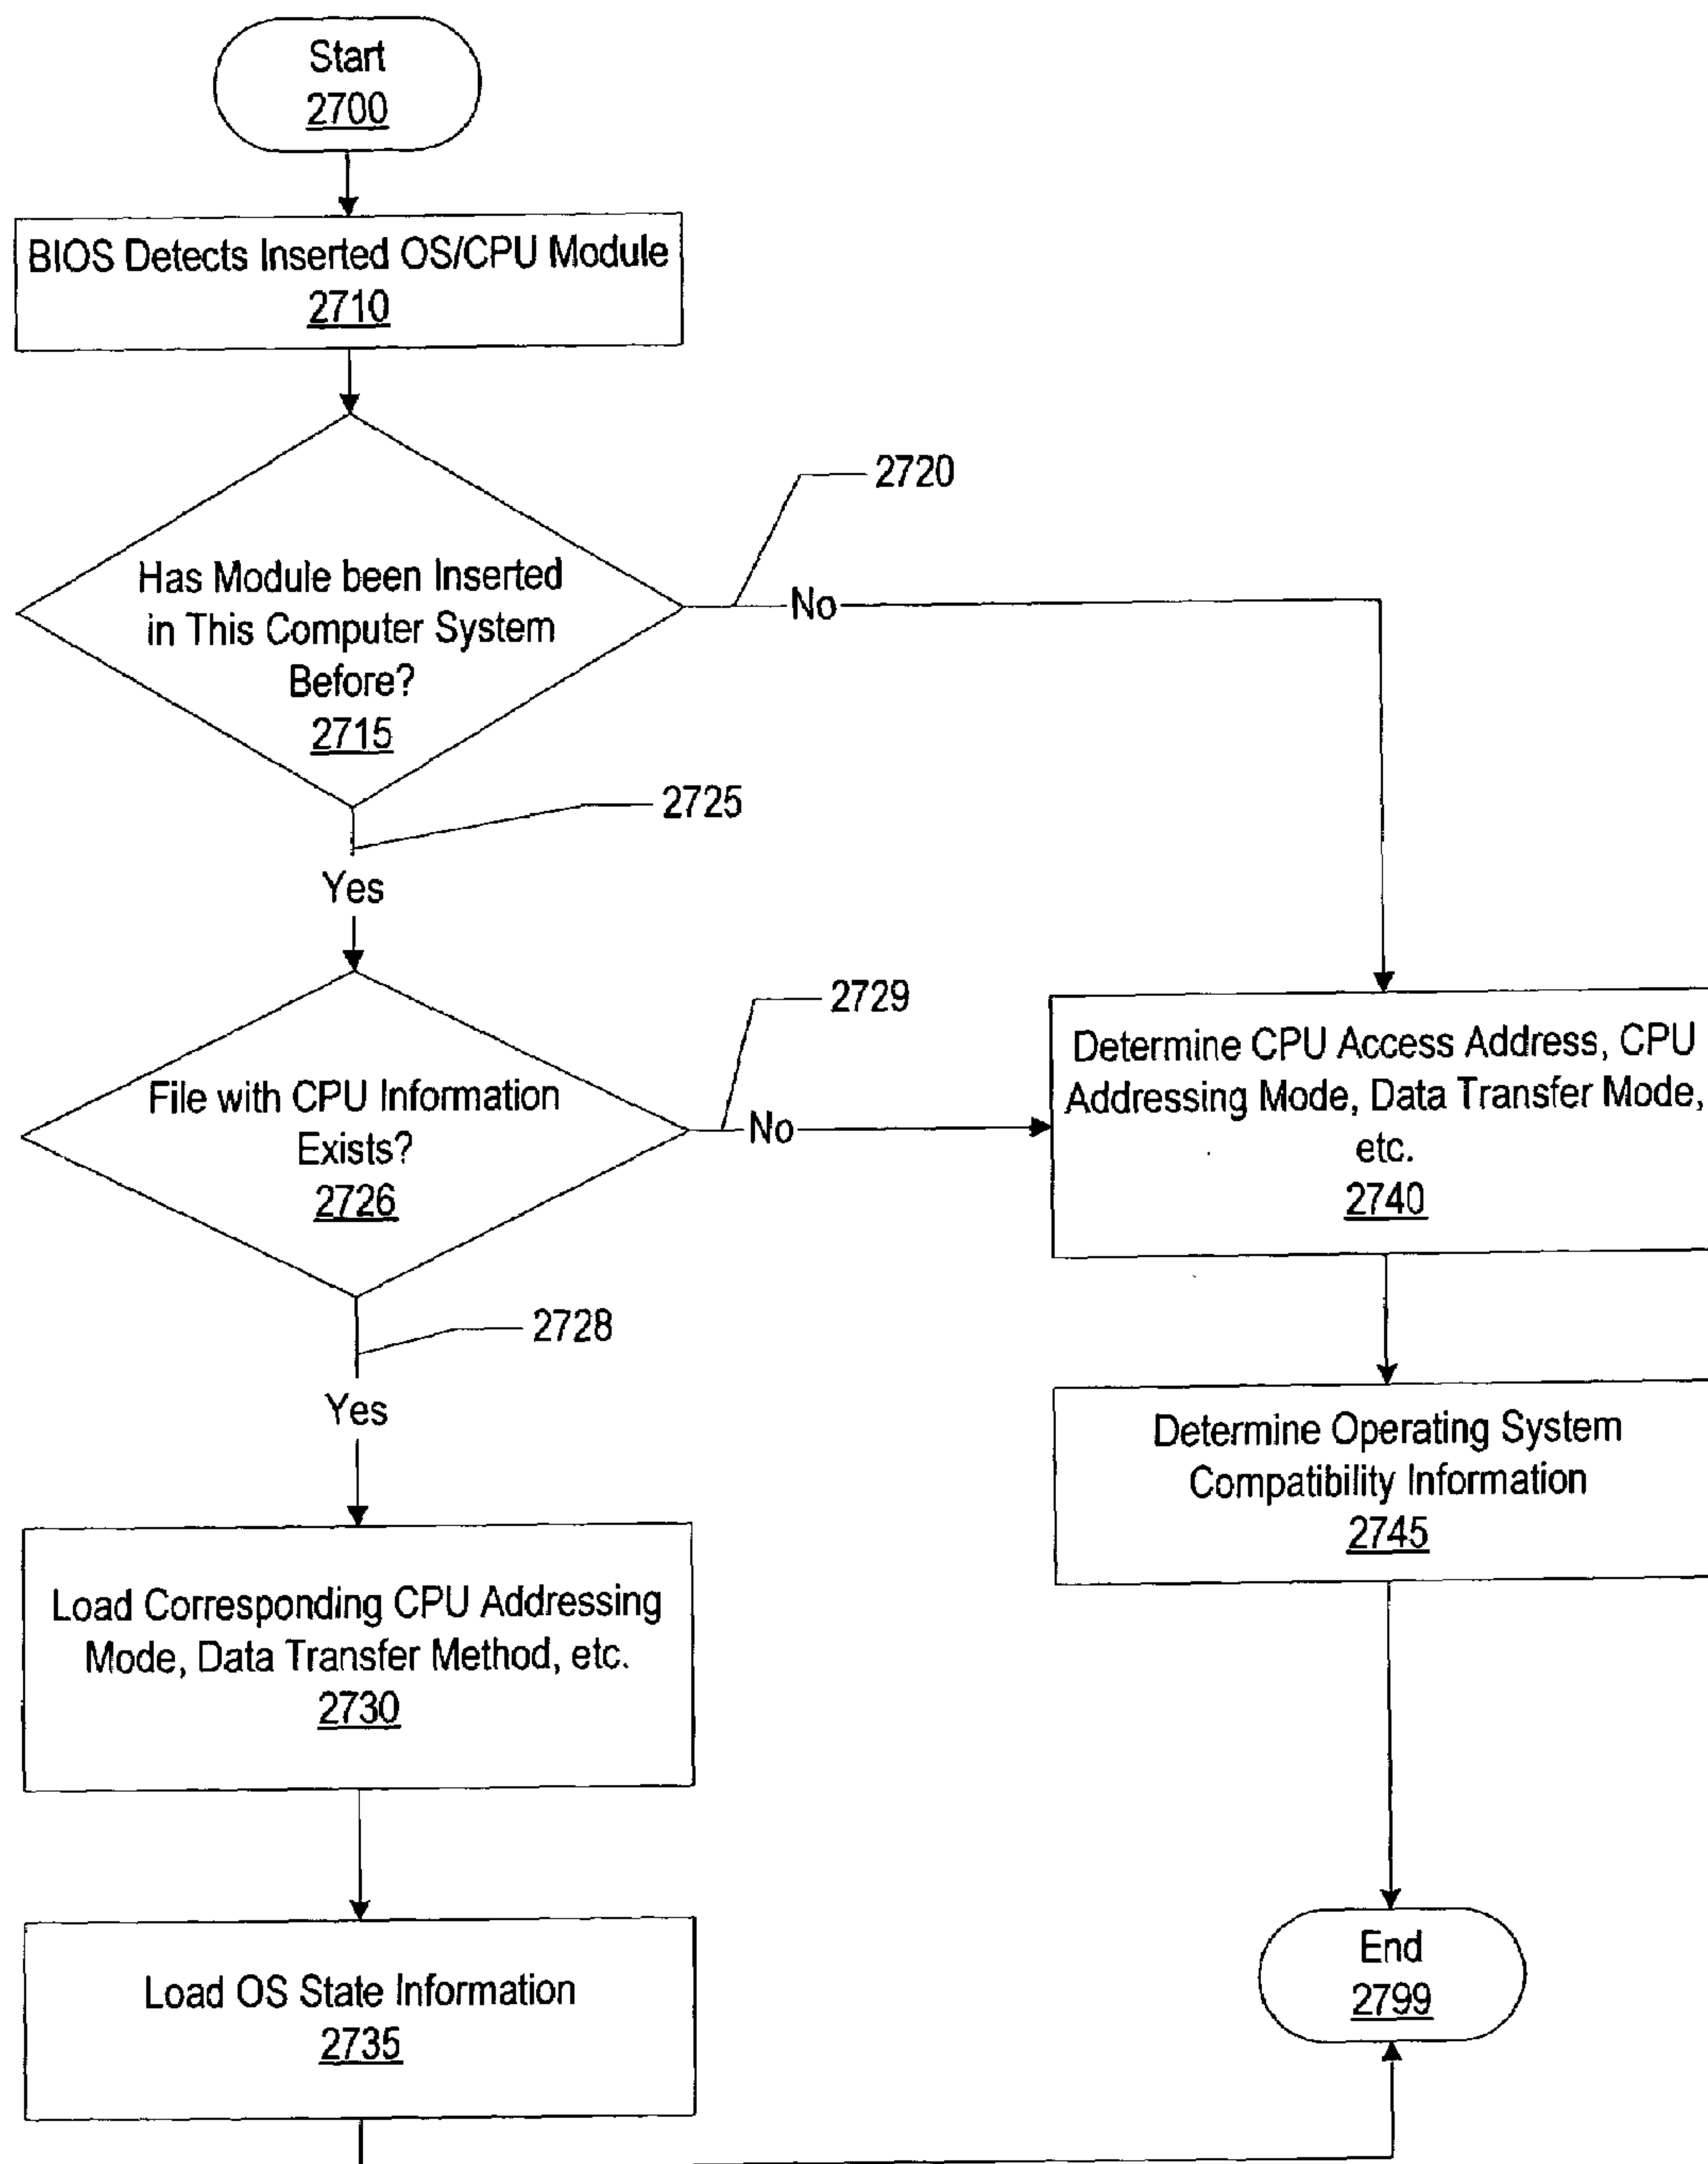 Start
2700
BIOS Detects Inserted OS/CPU Module
2710
2720
Has Module been Inserted
in This Computer System
Before?
2715
No
2725
Yes
2729
File with CPU Information
Exists?
2726
No
Determine CPU Access Address, CPU
Addressing Mode, Data Transfer Mode,
etc.
2740
2728
Yes
Determine Operating System
Compatibility Information
2745
Load Corresponding CPU Addressing
Mode, Data Transfer Method, etc.
2730
Load OS State Information
2735
End
2799